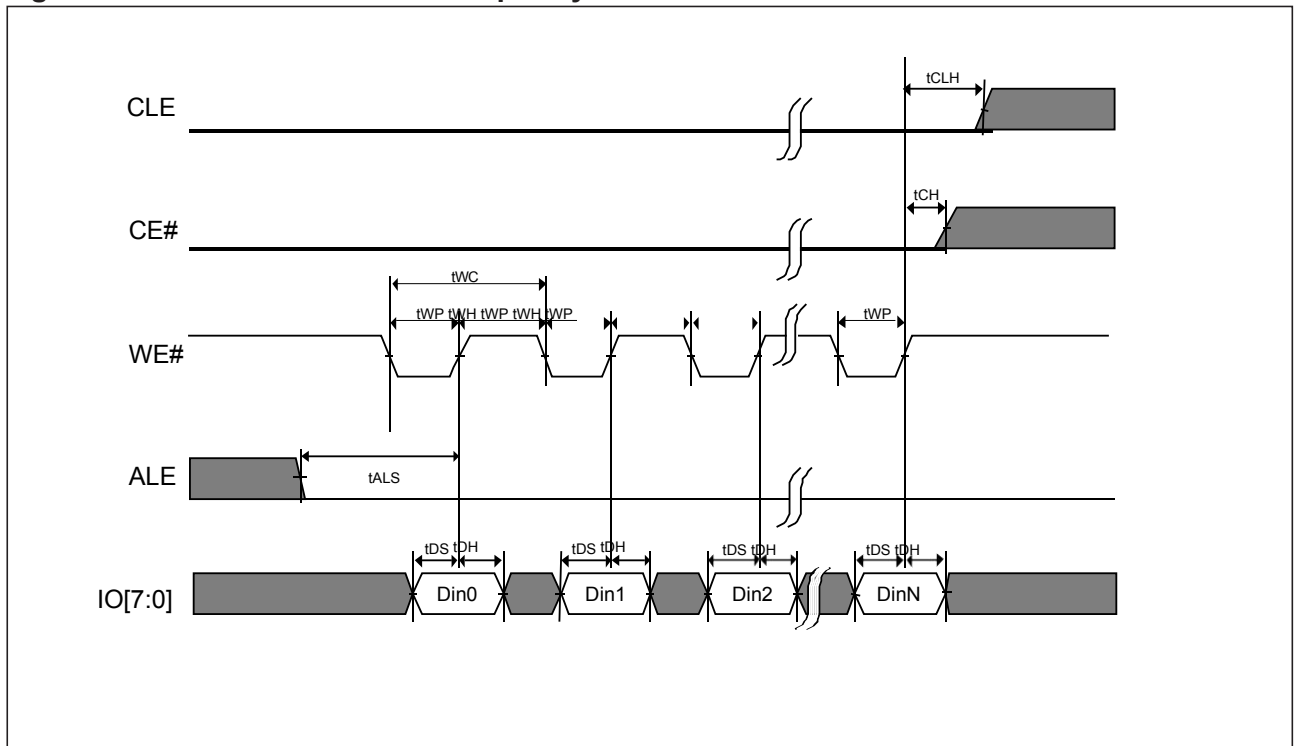 tCLH
CLE
tCH
CE#
tWC
tWP tWH tWP tWH tWP
tWP
WE#
ALE
tALS
tDS tDH tDS tDH tDS tDH tDS tDH
IO[7:0] Din0 Din1 Din2 DinN